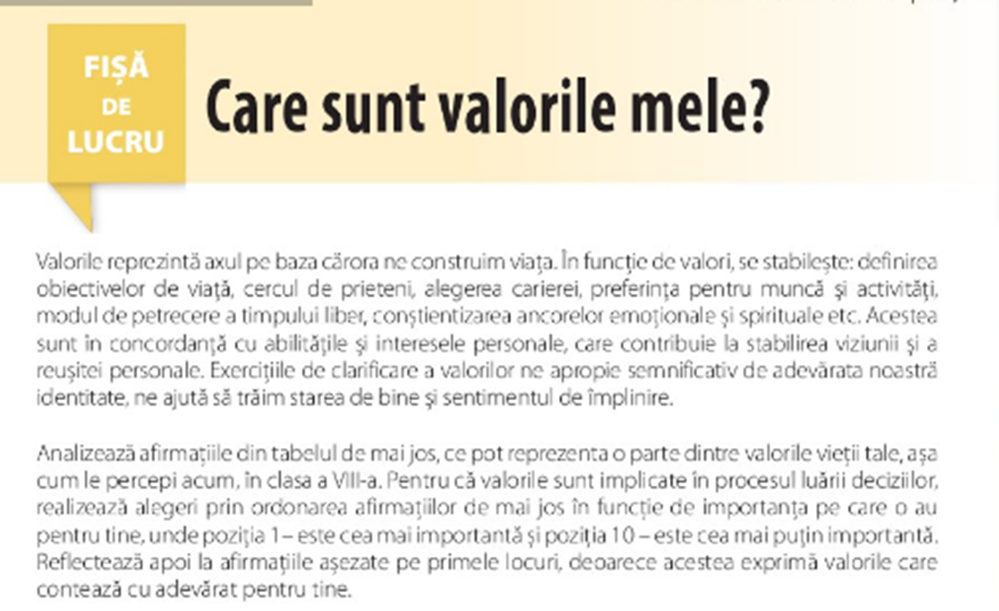 FIȘĂ
DE
LUCRU
Care sunt valorile mele?
Valorile reprezintă axul pe baza cărora ne construim viața. În funcție de valori, se stabilește: definirea
obiectivelor de viață, cercul de prieteni, alegerea carierei, preferința pentru muncă și activități,
modul de petrecere a timpului liber, conștientizarea ancorelor emoționale și spirituale etc. Acestea
sunt în concordanță cu abilitățile și interesele personale, care contribuie la stabilirea viziunii și a
reușitei personale. Exercițiile de clarificare a valorilor ne apropie semnificativ de adevărata noastră
identitate, ne ajută să trăim starea de bine și sentimentul de împlinire.
Analizează afirmațiile din tabelul de mai jos, ce pot reprezenta o parte dintre valorile vieții tale, așa
cum le percepi acum, în clasa a VIII-a. Pentru că valorile sunt implicate în procesul luării deciziilor,
realizează alegeri prin ordonarea afirmațiilor de mai jos în funcție de importanța pe care o au
pentru tine, unde poziția 1– este cea mai importantă și poziția 10 – este cea mai puțin importantă.
Reflectează apoi la afirmațiile așezate pe primele locuri, deoarece acestea exprimă valorile care
contează cu adevărat pentru tine.